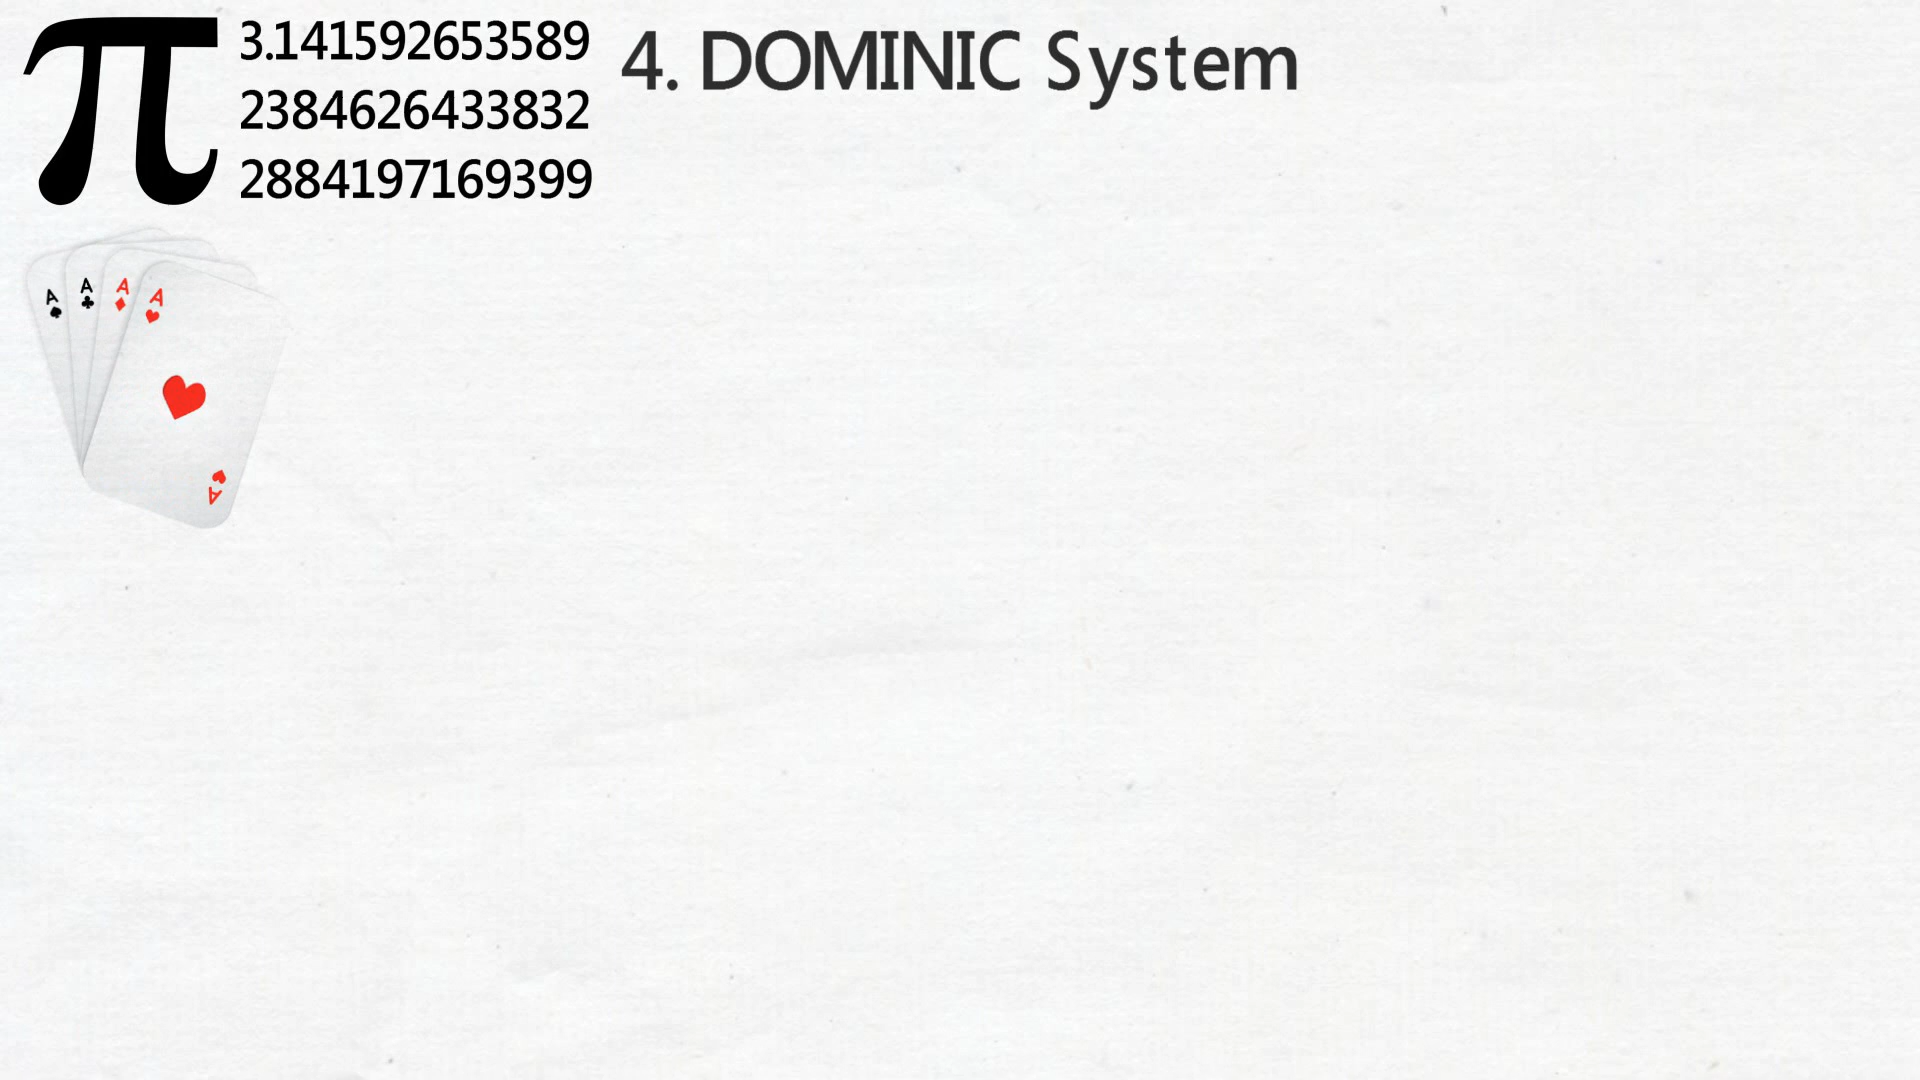 π 3.141592653589
2384626433832
2884197169399
4. DOMINIC System
A
A
A
A
A